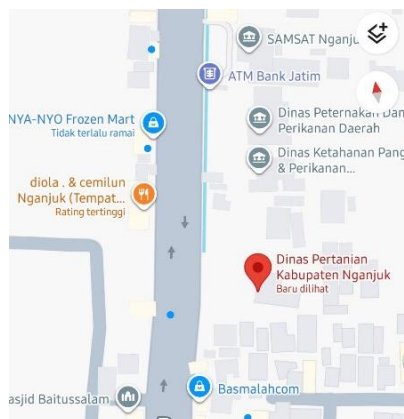 SAMSAT Nganju
ATM Bank Jatim
NYA-NYO Frozen Mart
Tidak terlalu ramai
Dinas Peternakan Dan
Perikanan Daerah
Dinas Ketahanan Pang
& Perikanan...
diola . & cemilun
Nganjuk (Tempat...
Rating tertinggi
Dinas Pertanian
Kabupaten Nganjuk
Baru dilihat
asjid Baitussalam
Basmalahcom